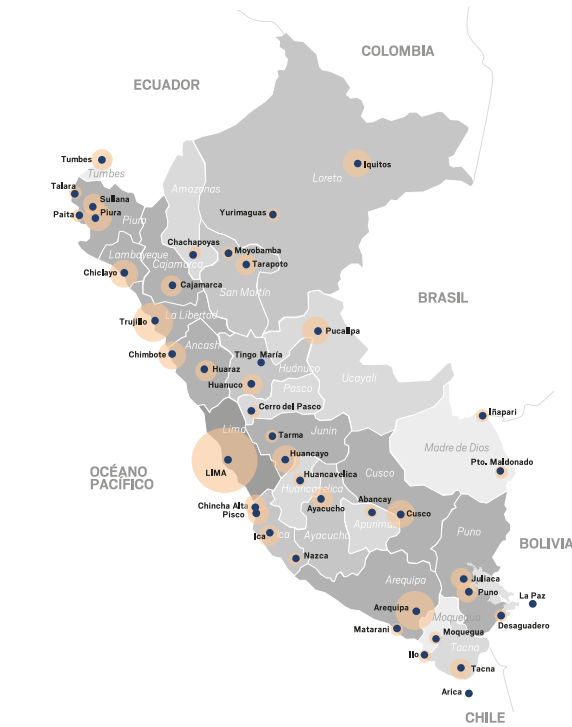 COLOMBIA
ECUADOR
Tumbes
Tumbes
Iquitos
Loreto
Talara
Amazonas
Sullana
Paita
Piura
Piura
Yurimaguas
Chachapoyas
Moyobamba
Lambayeque
Cajamarca
Tarapoto
Chiclayo
Cajamarca
San Martín
BRASIL
La Libertad
Trujillo
Pucallpa
Ancash
Chimbote
Tingo María
Huaraz
Huánuco
Ucayali
Huanuco
Pasco
Cerro del Pasco
Iñapari
Lima
Junin
Tarma
Madre de Dios
Huancayo
OCÉANO
PACÍFICO
LIMA
Cusco
Pto. Maldonado
Huancavelica
Huancavelica
Chincha Alta
Pisco
Ayacucho
Abancay
Cusco
Apurimac
Ica
Ica
Ayacucho
Puno
BOLIVIA
Nazca
Arequipa
Juliaca
Puno
La Paz
Arequipa
Moquegua
Desaguadero
Matarani
Moquegua
Tacna
Ilo
Tacna
Arica
CHILE